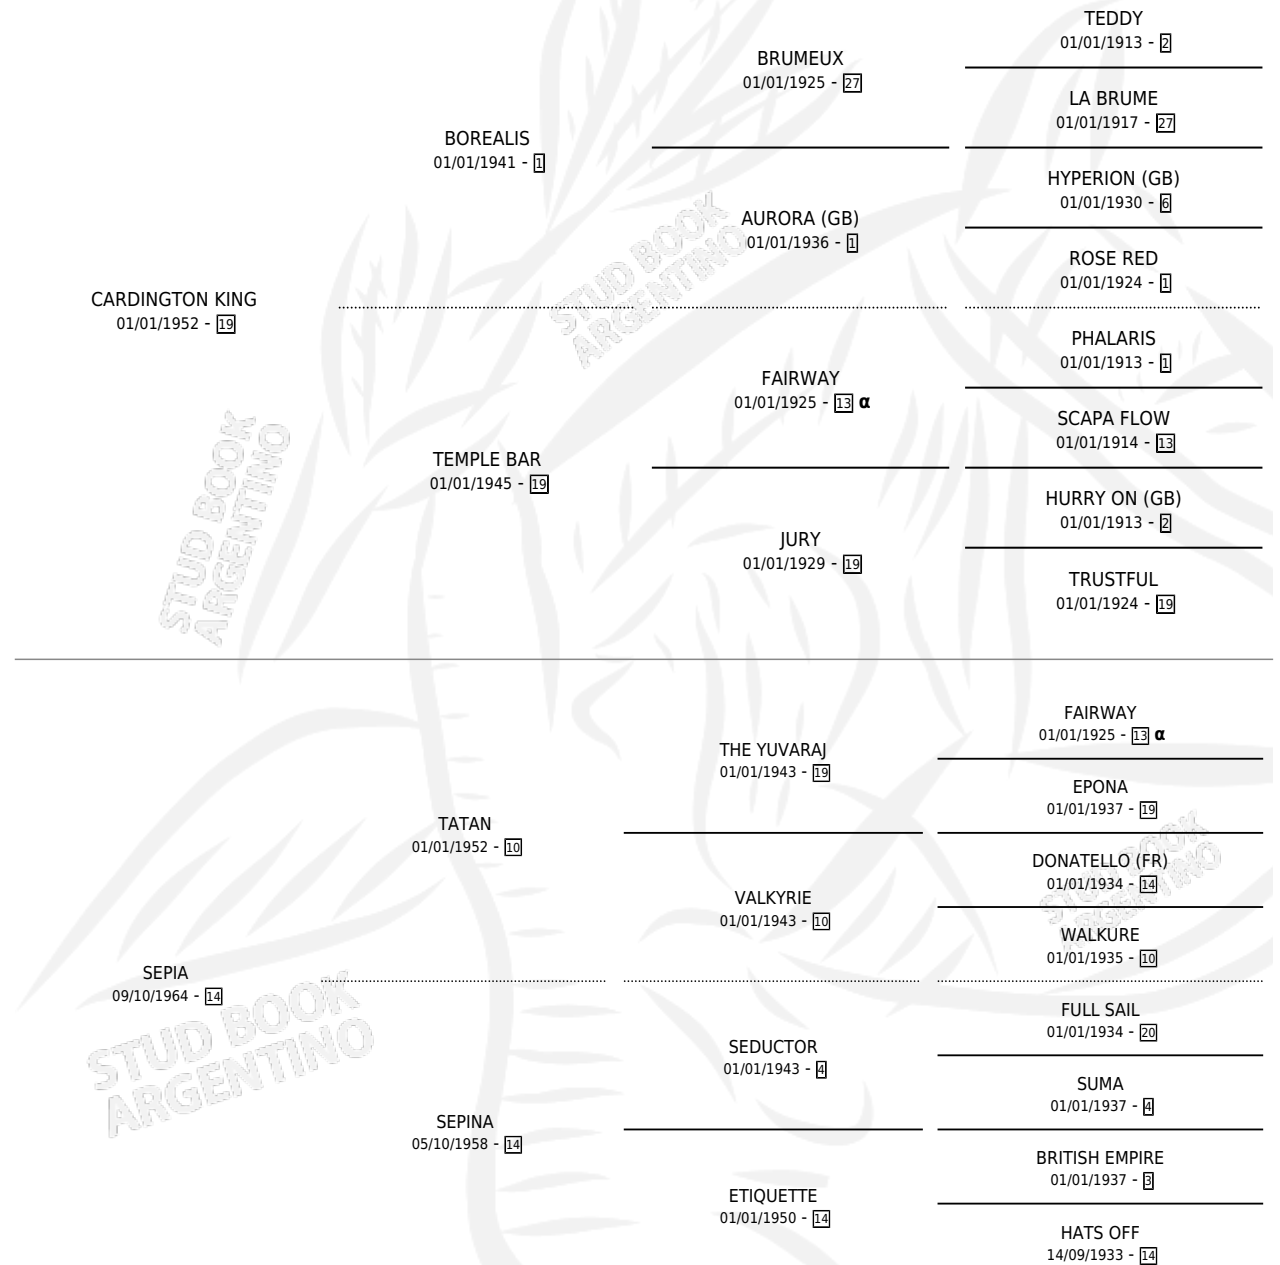 TEDDY
01/01/1913 - 2
BRUMEUX
01/01/1925 - 27
LA BRUME
01/01/1917 - 27
BOREALIS
01/01/1941 - 1
HYPERION (GB)
01/01/1930 - 6
AURORA (GB)
01/01/1936 - 1
ROSE RED
01/01/1924 - 1
CARDINGTON KING
01/01/1952 - 19
PHALARIS
01/01/1913 - 1
FAIRWAY
01/01/1925 - 13 α
SCAPA FLOW
01/01/1914 - 13
TEMPLE BAR
01/01/1945 - 19
HURRY ON (GB)
01/01/1913 - 2
JURY
01/01/1929 - 19
TRUSTFUL
01/01/1924 - 19
FAIRWAY
01/01/1925 - 13 α
THE YUVARAJ
01/01/1943 - 19
EPONA
01/01/1937 - 19
TATAN
01/01/1952 - 10
DONATELLO (FR)
01/01/1934 - 14
VALKYRIE
01/01/1943 - 10
WALKURE
01/01/1935 - 10
SEPIA
09/10/1964 - 14
FULL SAIL
01/01/1934 - 20
SEDUCTOR
01/01/1943 - 4
SUMA
01/01/1937 - 4
SEPINA
05/10/1958 - 14
BRITISH EMPIRE
01/01/1937 - 3
ETIQUETTE
01/01/1950 - 14
HATS OFF
14/09/1933 - 14
STUD BOOK
ARGENTINO
STUD BOOK
ARGENTINO
STUD BOOK
ARGENTINO
STUD BOOK
ARGENTINO